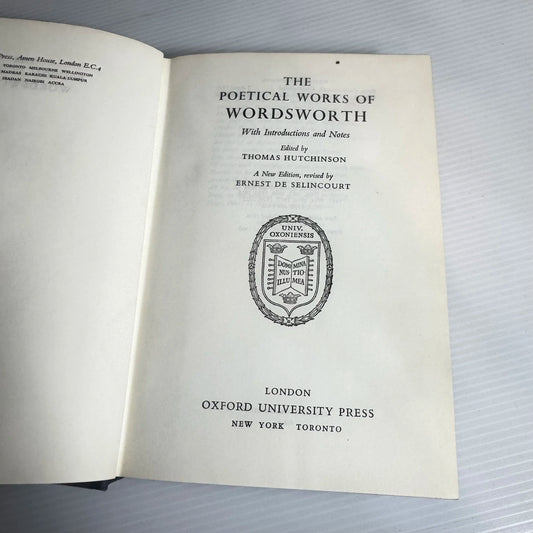 Press, Amen House, London E.C.4
TORONTO MELBOURNE WELLINGTON
MADRAS KARACHI KUALA LUMPUR
IBADAN NAIROBI ACCRA
THE
POETICAL WORKS OF
WORDSWORTH
With Introductions and Notes
Edited by
THOMAS HUTCHINSON
A New Edition, revised by
ERNEST DE SELINCOURT
UNIV.
OXONIENSIS
DOMI MINA
NUS TIO
ILLU MEA
LONDON
OXFORD UNIVERSITY PRESS
NEW YORK TORONTO